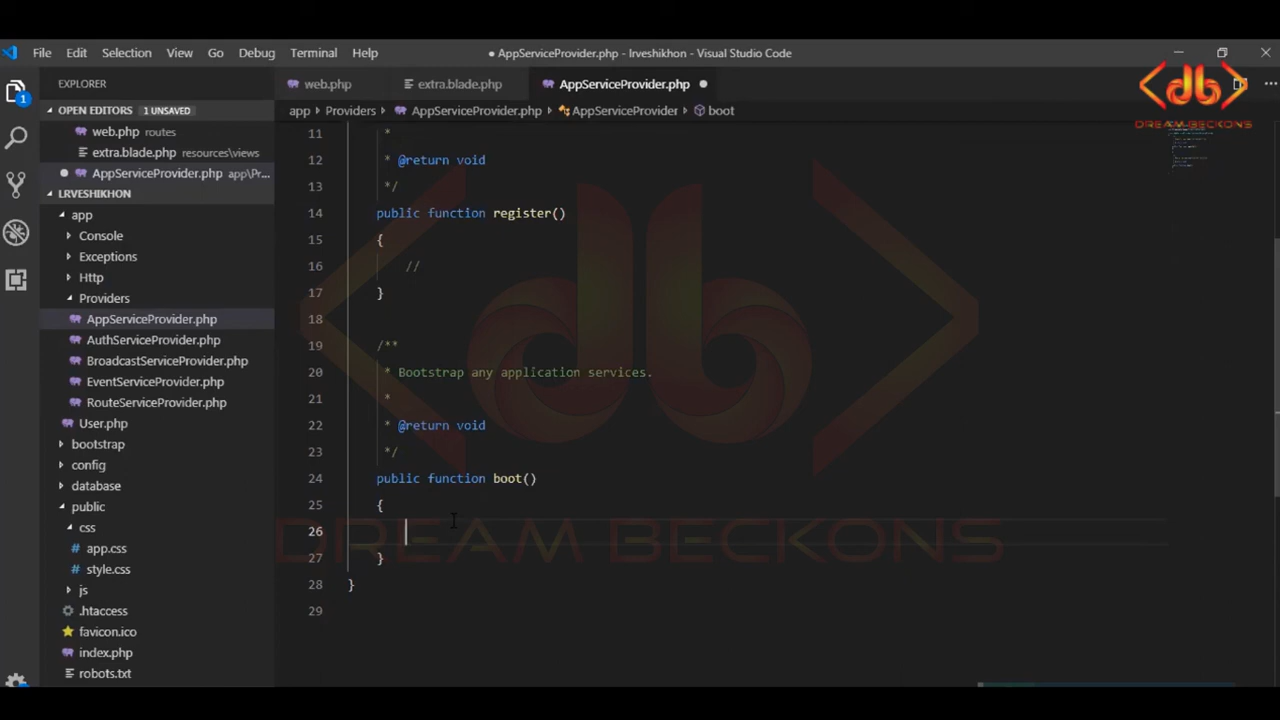 File Edit Selection View Go Debug Terminal Help
● AppServiceProvider.php - lrveshikhon - Visual Studio Code
EXPLORER
OPEN EDITORS 1 UNSAVED
web.php routes
extra.blade.php resources\views
AppServiceProvider.php app\Pr...
LRVESHIKHON
app
Console
Exceptions
Http
Providers
AppServiceProvider.php
AuthServiceProvider.php
BroadcastServiceProvider.php
EventServiceProvider.php
RouteServiceProvider.php
User.php
bootstrap
config
database
public
css
app.css
style.css
js
.htaccess
favicon.ico
index.php
robots.txt
1
web.php extra.blade.php AppServiceProvider.php
app Providers AppServiceProvider.php AppServiceProvider boot
11 *
12 * @return void
13 */
14 public function register()
15 {
16 //
17 }
18
19 /**
20 * Bootstrap any application services.
21 *
22 * @return void
23 */
24 public function boot()
25 {
26
27 }
28 }
29
db
DREAM BECKONS
db
DREAM BECKONS